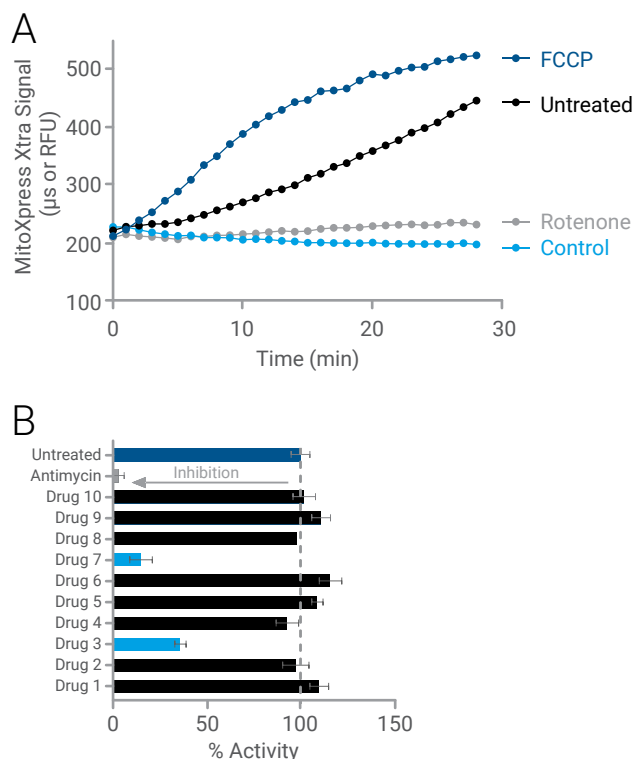 A
MitoXpress Xtra Signal
(µs or RFU)
500
400
300
200
100
0
10
20
30
Time (min)
FCCP
Untreated
Rotenone
Control
B
Untreated
Antimycin
Drug 10
Drug 9
Drug 8
Drug 7
Drug 6
Drug 5
Drug 4
Drug 3
Drug 2
Drug 1
Inhibition
0
50
100
150
% Activity